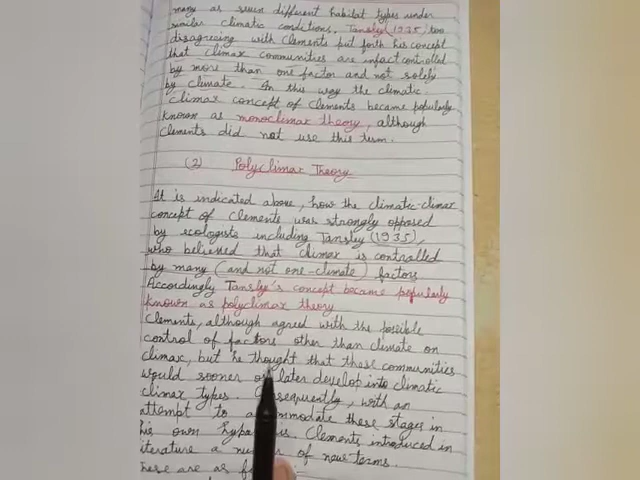 many as seven different habitat types under
similar climatic conditions. Tansley (1935) too
disagreeing with Clements put forth his concept
that climax communities are infact controlled
by more than one factor and not solely
by climate. In this way the climatic
climax concept of Clements became popularly
known as monoclimax theory, although
Clements did not use this term.
(2) Polyclimax Theory
It is indicated above, how the climatic-climax
concept of Clements was strongly opposed
by ecologists including Tansley (1935),
who believed that climax is controlled
by many (and not one-climate) factors
Accordingly Tansly's concept became popularly
known as polyclimax theory
Clements, although agreed with the possible
control of factors other than climate on
climax, but he thought that these communities
would sooner or later develop into climatic
climax types. Consequently, with an
attempt to accommodate these stages in
his own Clements introduced in
literature a number of new terms.
These are as